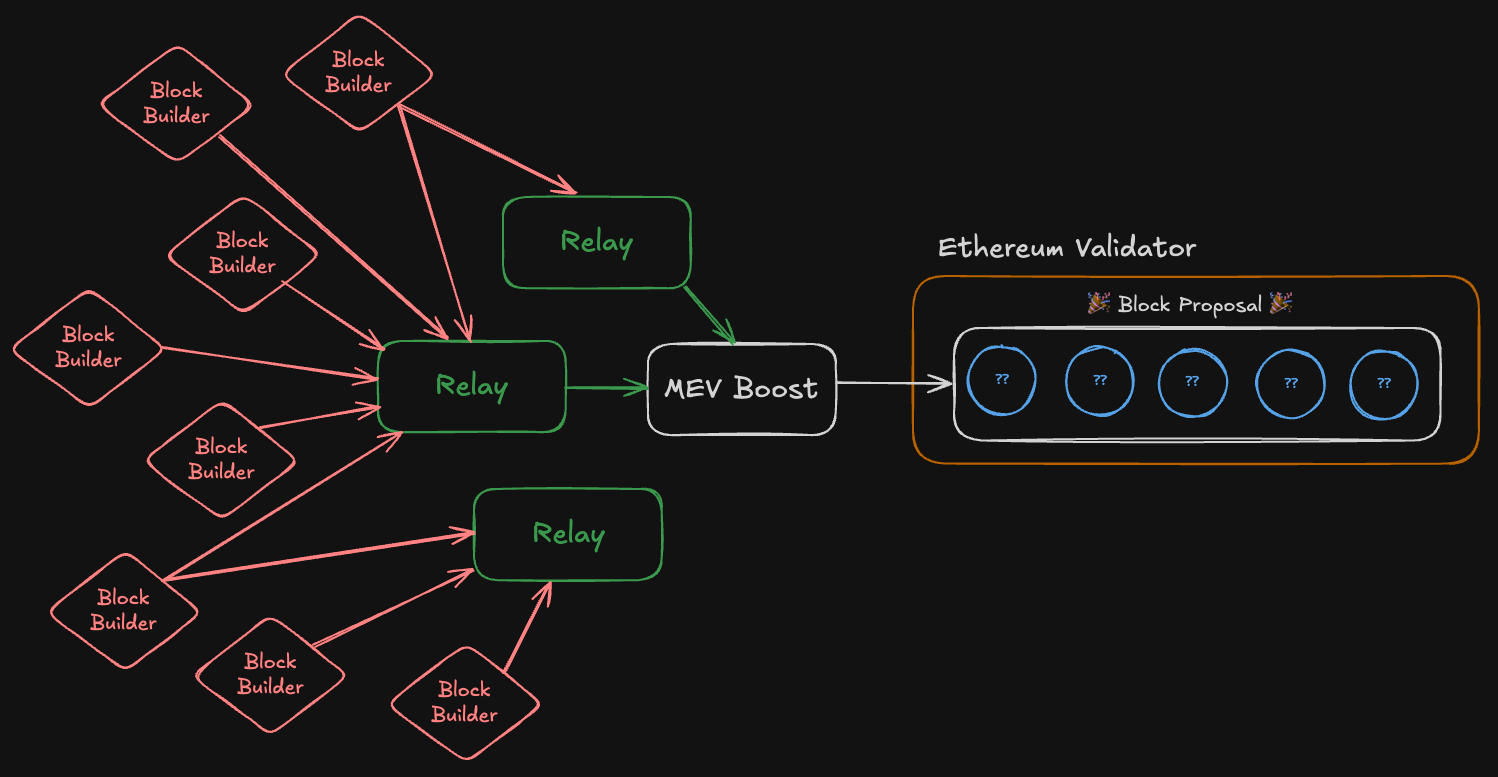 Block
Builder
Block
Builder
Block
Builder
Relay
Ethereum Validator
🎉 Block Proposal 🎉
Block
Builder
Relay
MEV Boost
??
??
??
??
??
Block
Builder
Relay
Block
Builder
Block
Builder
Block
Builder